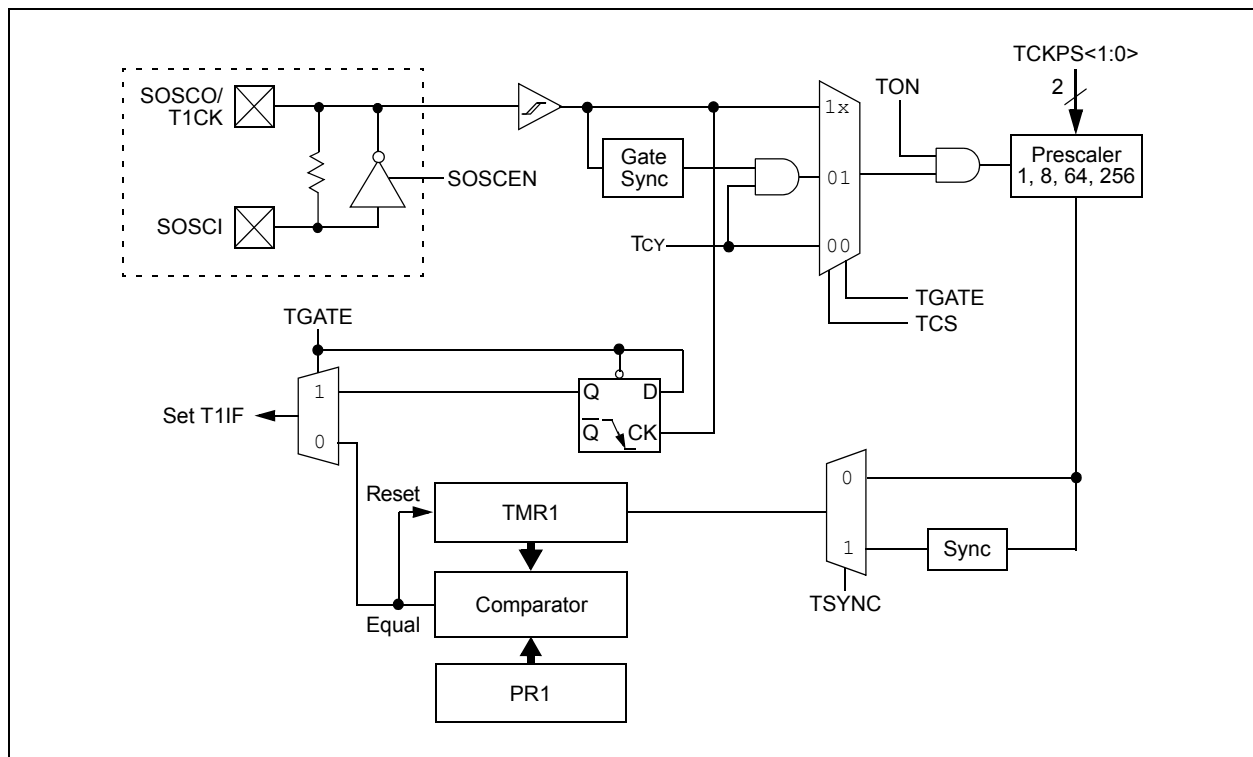 TCKPS<1:0>
2
SOSCO/
T1CK
TON
1x
Gate
Sync
Prescaler
1, 8, 64, 256
SOSCEN
01
SOSCI
TCY
00
TGATE
TCS
TGATE
1
Q
D
Set T1IF
Q
CK
0
Reset
TMR1
0
1
Sync
TSYNC
Comparator
Equal
PR1